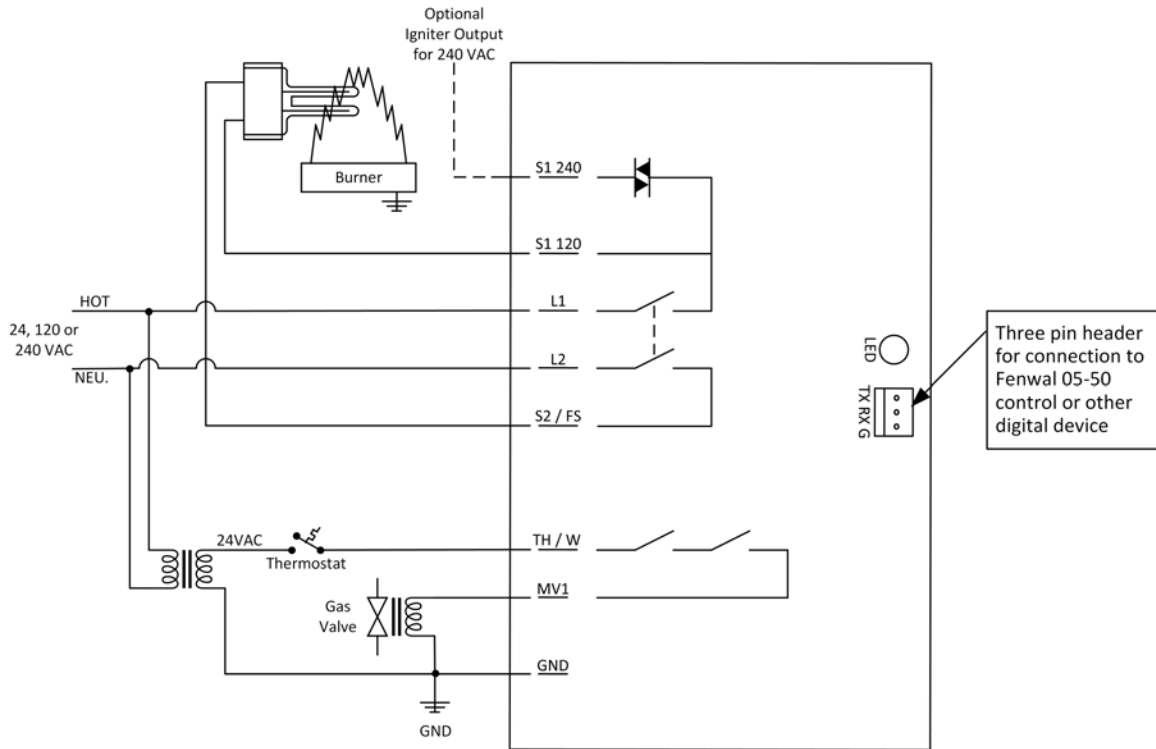 Optional
Igniter Output
for 240 VAC
Burner
S1 240
S1 120
HOT
L1
24, 120 or
240 VAC
NEU.
L2
S2 / FS
LED
TX RX G
Three pin header
for connection to
Fenwal 05-50
control or other
digital device
24VAC
Thermostat
TH / W
MV1
Gas
Valve
GND
GND